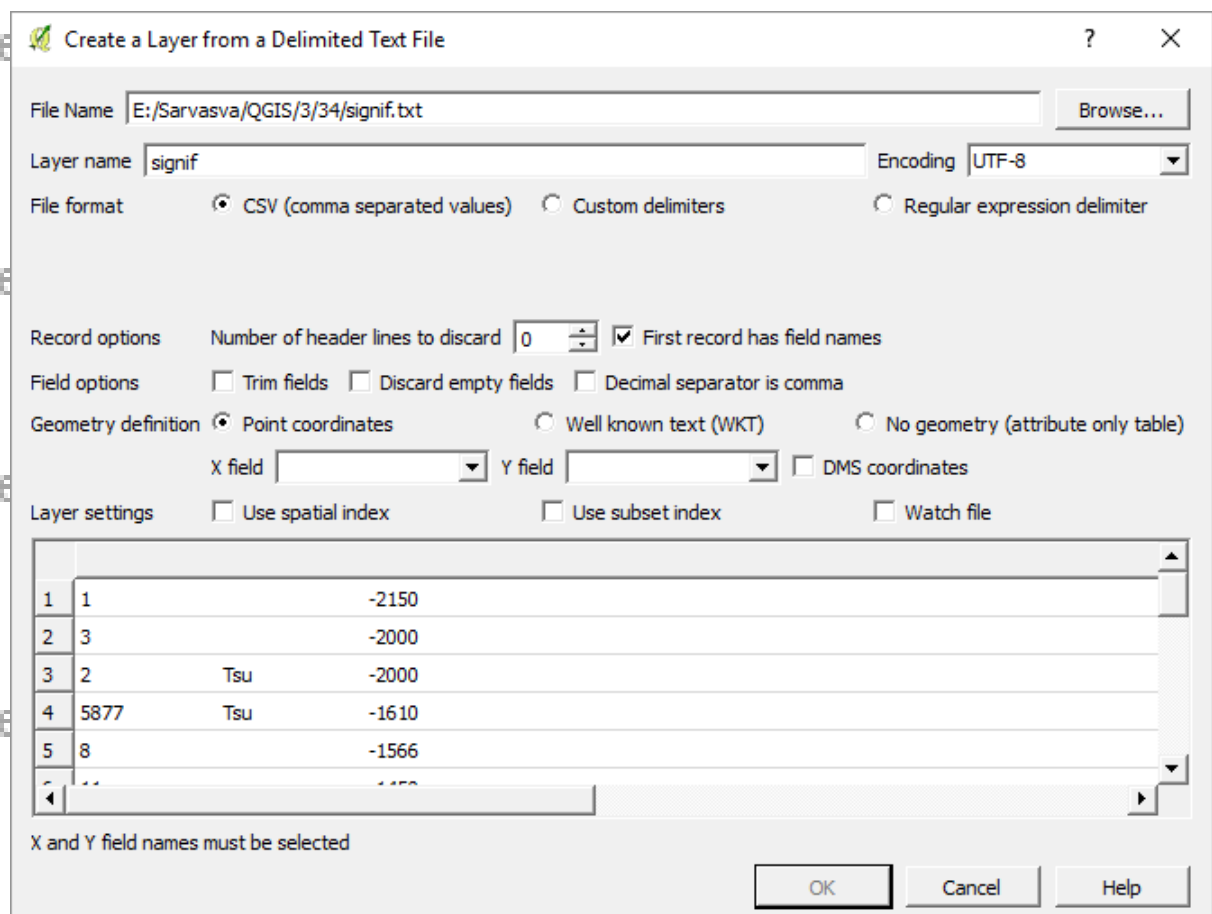 Create a Layer from a Delimited Text File ?
File Name E:/Sarvasva/QGIS/3/34/signif.txt Browse...
Layer name signif Encoding UTF-8
File format CSV (comma separated values) Custom delimiters Regular expression delimiter
Record options Number of header lines to discard 0 First record has field names
Field options Trim fields Discard empty fields Decimal separator is comma
Geometry definition Point coordinates Well known text (WKT) No geometry (attribute only table)
X field Y field DMS coordinates
Layer settings Use spatial index Use subset index Watch file
1 1 -2150
2 3 -2000
3 2 Tsu -2000
4 5877 Tsu -1610
5 8 -1566
X and Y field names must be selected
OK Cancel Help